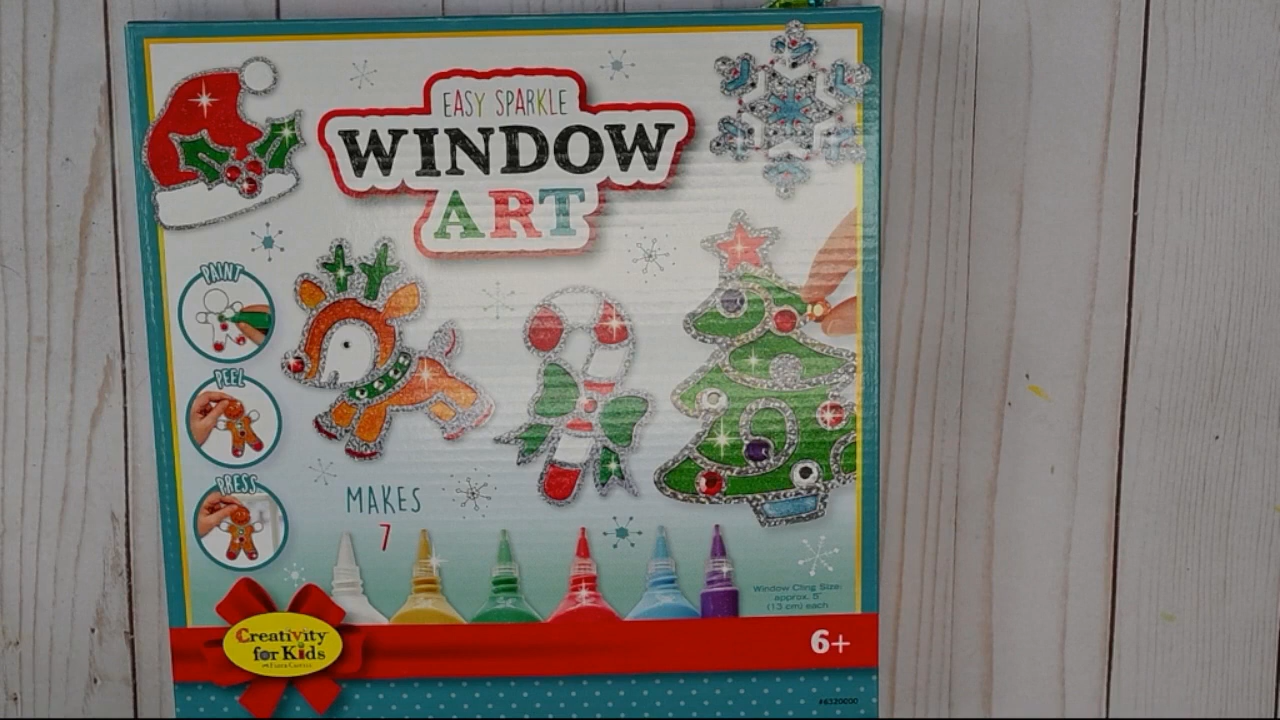 EASY SPARKLE
WINDOW
ART
PAINT
PEEL
PRESS
MAKES
7
Window Cling Size:
approx. 5"
(13 cm) each
Creativity
for Kids
6+
#6320000